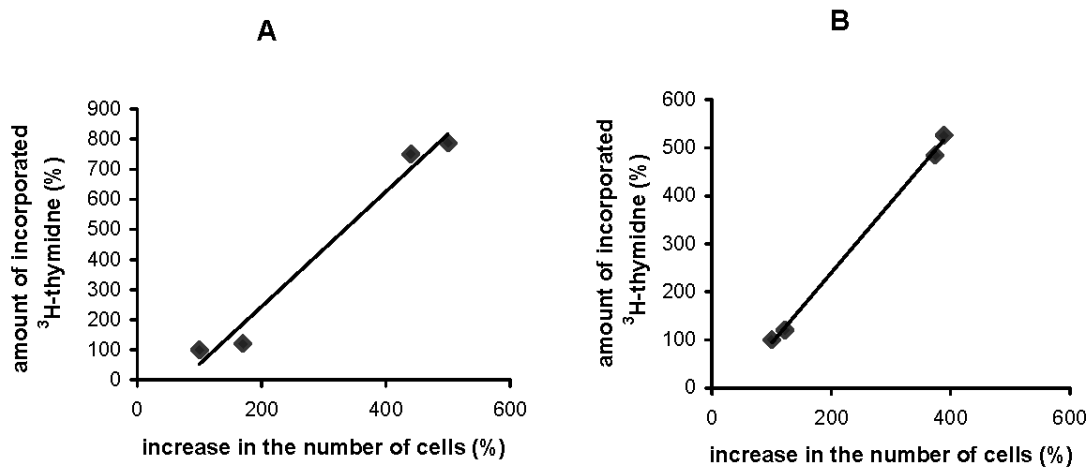 A
amount of incorporated
³H-thymidne (%)
900
800
700
600
500
400
300
200
100
0
0 200 400 600
increase in the number of cells (%)
B
amount of incorporated
³H-thymidne (%)
600
500
400
300
200
100
0
0 200 400 600
increase in the number of cells (%)